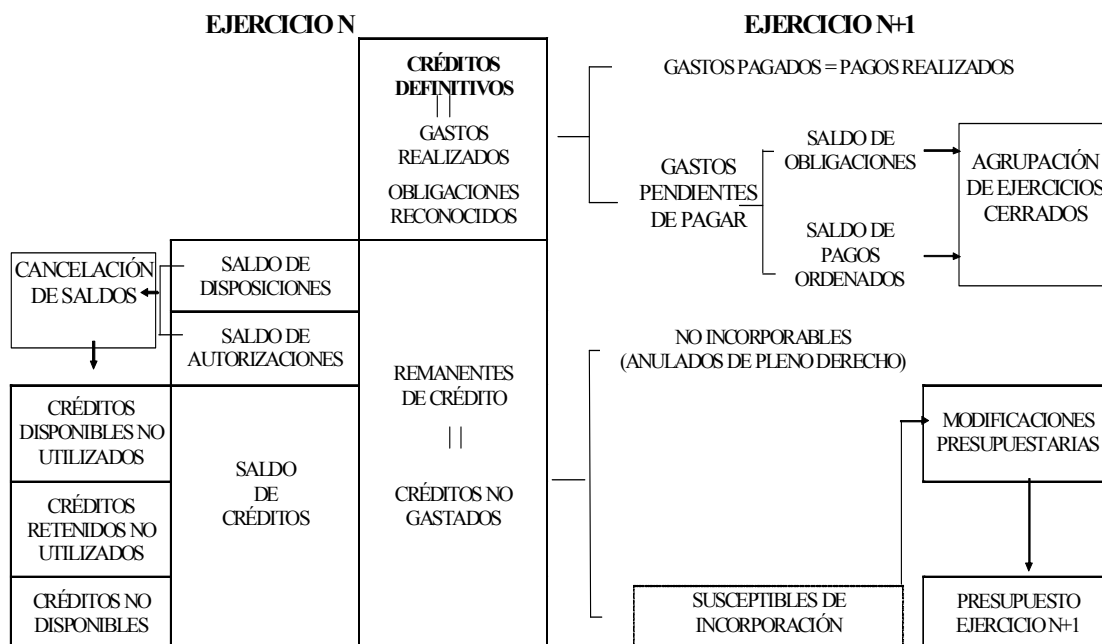 EJERCICIO N
EJERCICIO N+1
CRÉDITOS
DEFINITIVOS
||
GASTOS
REALIZADOS
OBLIGACIONES
RECONOCIDOS
GASTOS PAGADOS = PAGOS REALIZADOS
GASTOS
PENDIENTES
DE PAGAR
SALDO DE
OBLIGACIONES
SALDO DE
PAGOS
ORDENADOS
AGRUPACIÓN
DE EJERCICIOS
CERRADOS
CANCELACIÓN
DE SALDOS
SALDO DE
DISPOSICIONES
SALDO DE
AUTORIZACIONES
CRÉDITOS
DISPONIBLES NO
UTILIZADOS
CRÉDITOS
RETENIDOS NO
UTILIZADOS
CRÉDITOS NO
DISPONIBLES
SALDO
DE
CRÉDITOS
REMANENTES
DE CRÉDITO
||
CRÉDITOS NO
GASTADOS
NO INCORPORABLES
(ANULADOS DE PLENO DERECHO)
MODIFICACIONES
PRESUPUESTARIAS
SUSCEPTIBLES DE
INCORPORACIÓN
PRESUPUESTO
EJERCICIO N+1